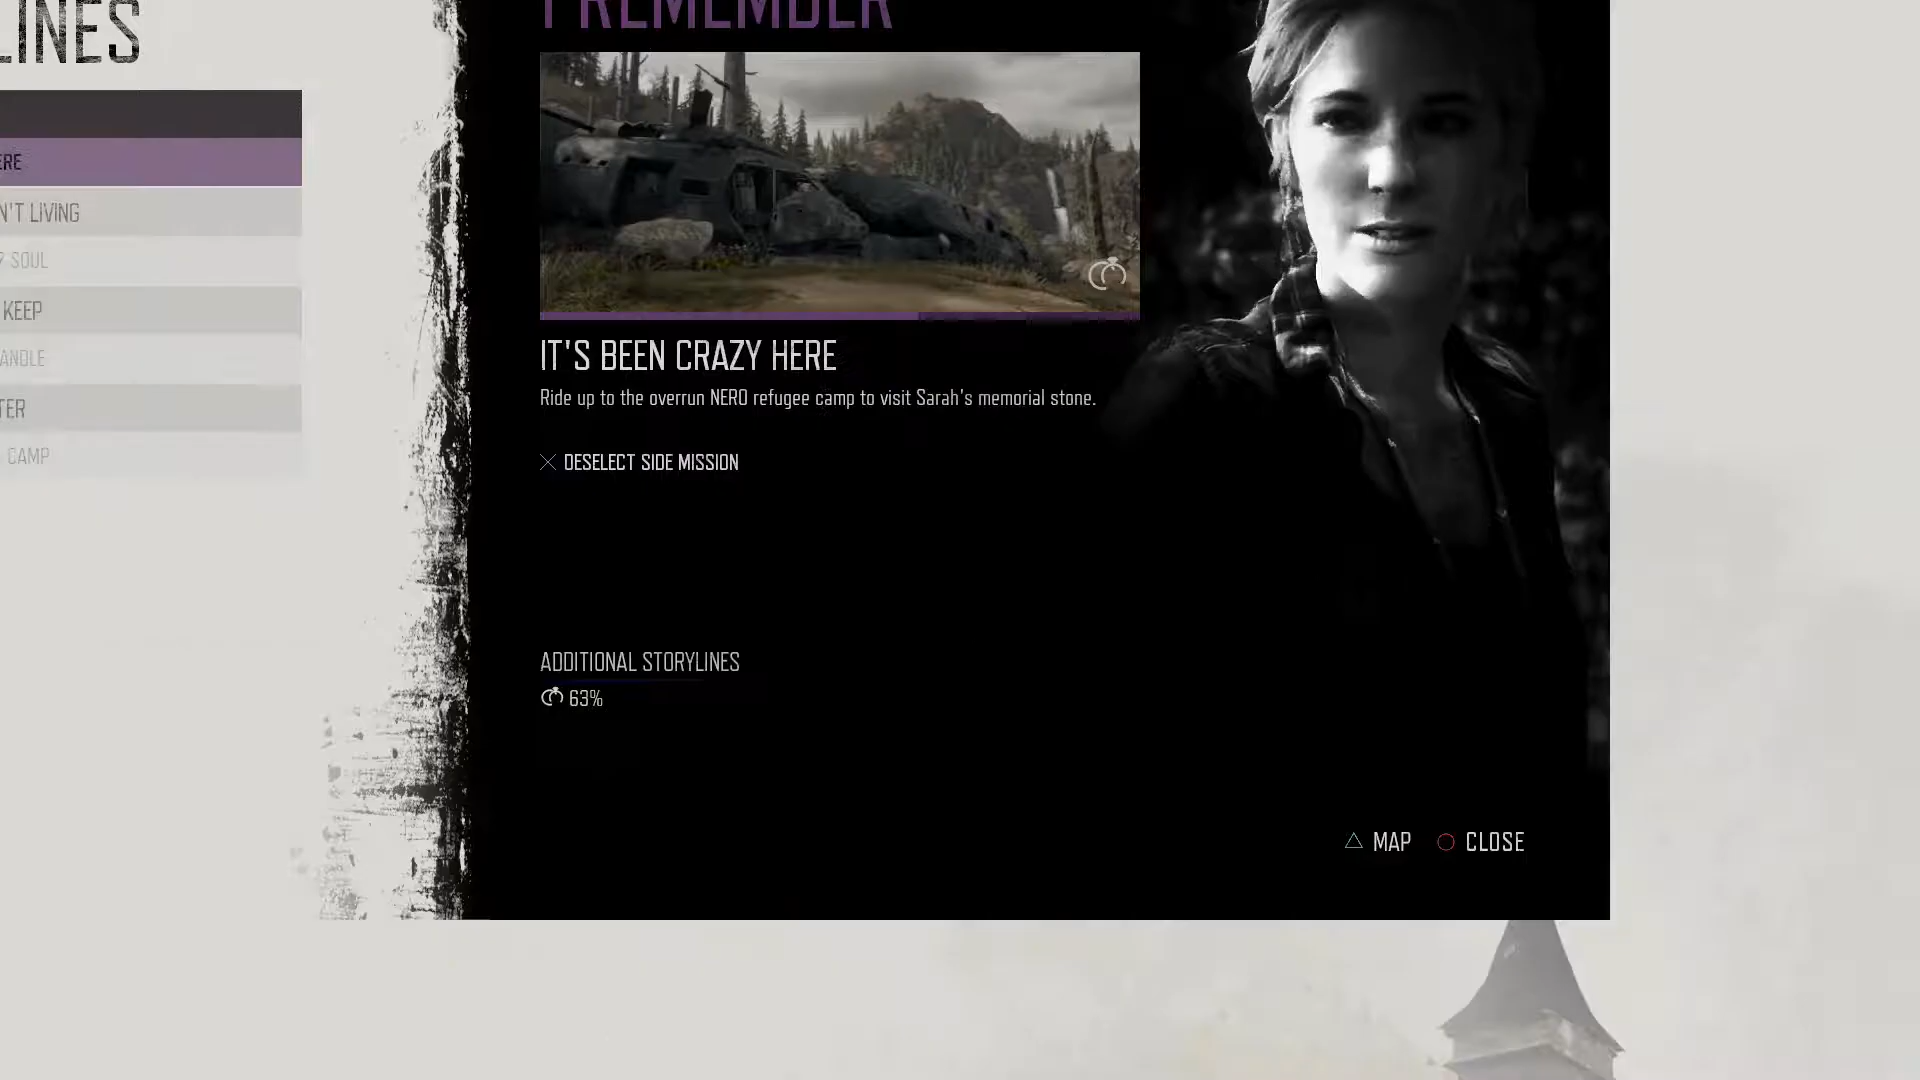 LINES
ERE
N'T LIVING
SOUL
KEEP
ANDLE
TER
CAMP
I REMEMBER
IT'S BEEN CRAZY HERE
Ride up to the overrun NERO refugee camp to visit Sarah's memorial stone.
DESELECT SIDE MISSION
ADDITIONAL STORYLINES
63%
MAP
CLOSE